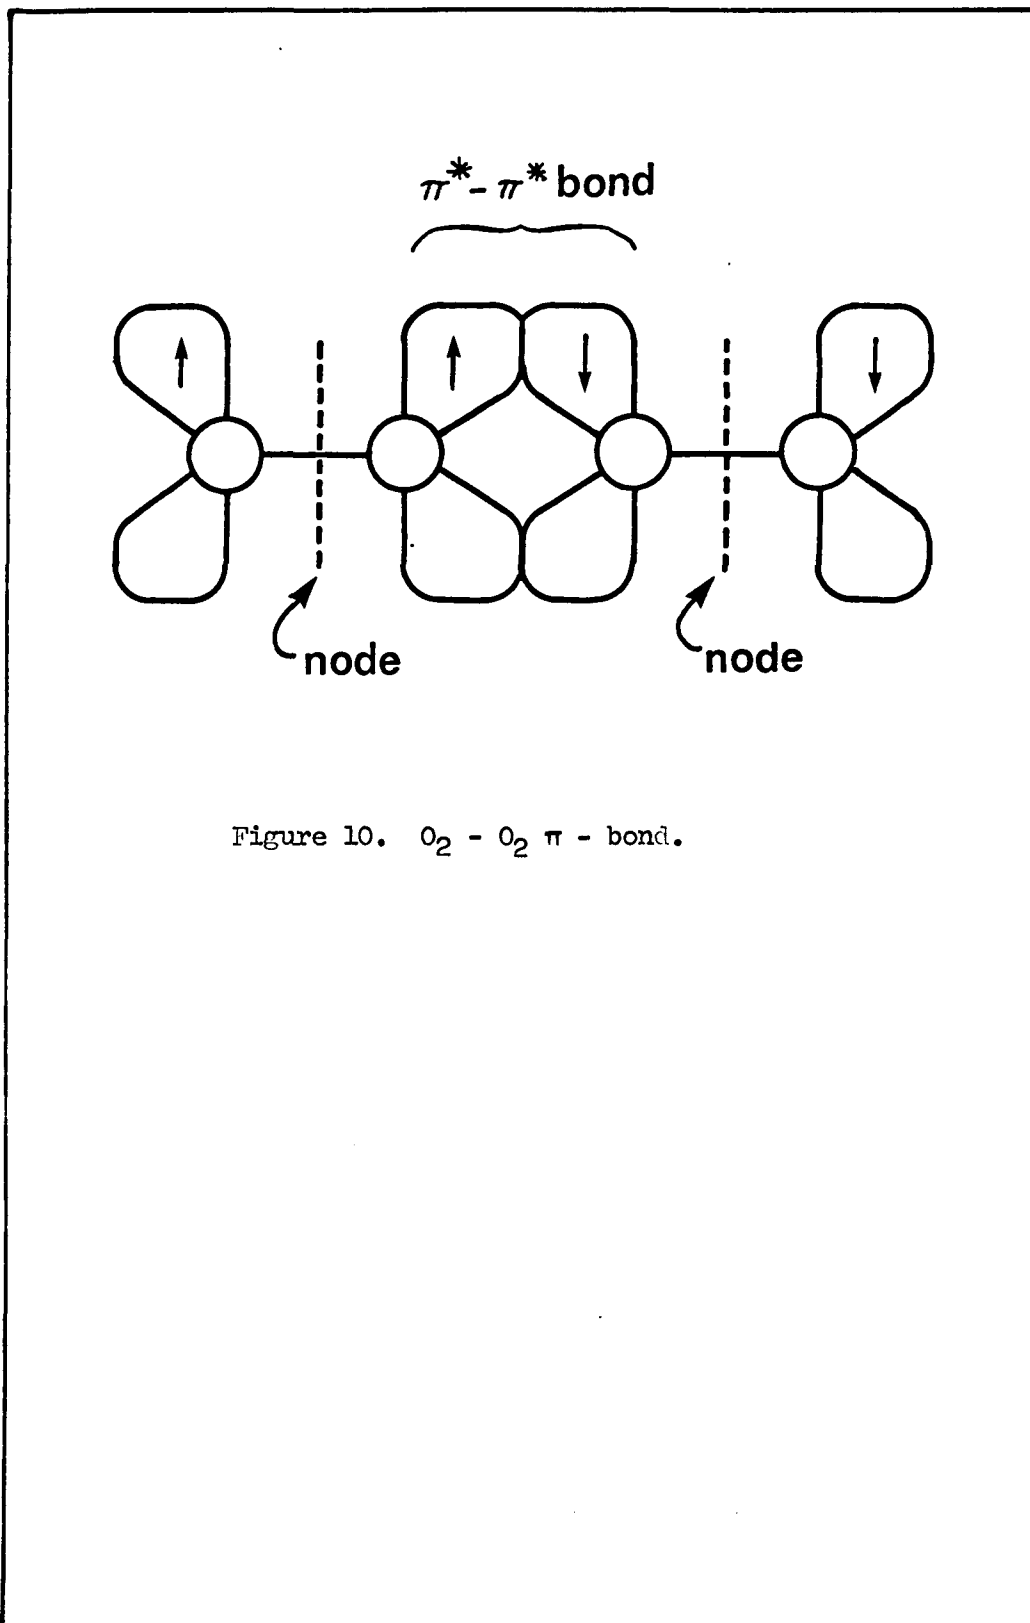 π*- π* bond
node
node
Figure 10. O₂ - O₂ π - bond.